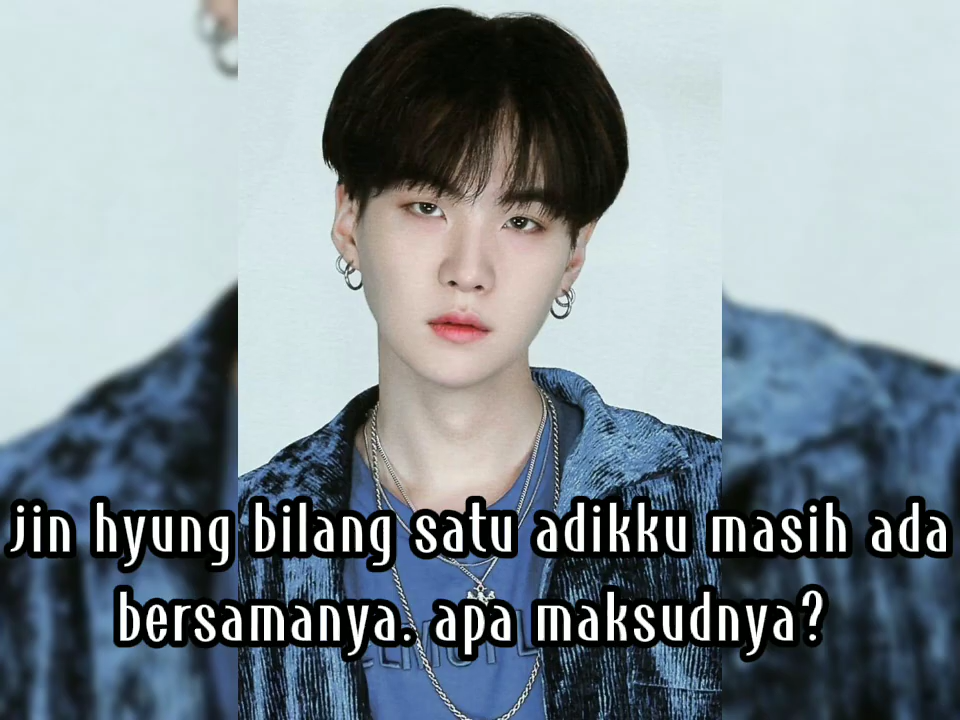 jin hyung bilang satu adikku masih ada
bersamanya. apa maksudnya?